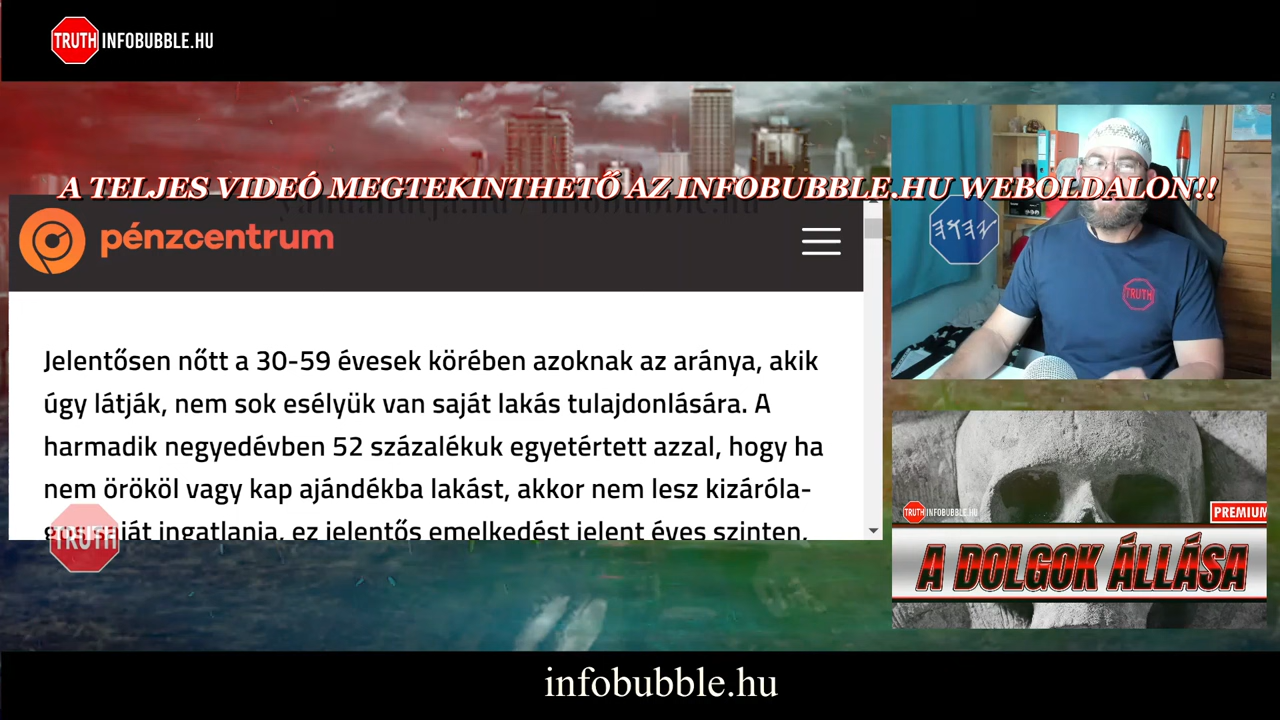 TRUTH INFOBUBBLE.HU
A TELJES VIDEÓ MEGTEKINTHETŐ AZ INFOBUBBLE.HU WEBOLDALON!!
pénzcentrum
Jelentősen nőtt a 30-59 évesek körében azoknak az aránya, akik
úgy látják, nem sok esélyük van saját lakás tulajdonlására. A
harmadik negyedévben 52 százalékuk egyetértett azzal, hogy ha
nem örököl vagy kap ajándékba lakást, akkor nem lesz kizáróla-
ingatlanja, ez jelentős emelkedést jelent éves szinten,
TRUTH
𐤉𐤄𐤅𐤄
TRUTH
TRUTH INFOBUBBLE.HU
PREMIUM
A DOLGOK ÁLLÁSA
infobubble.hu